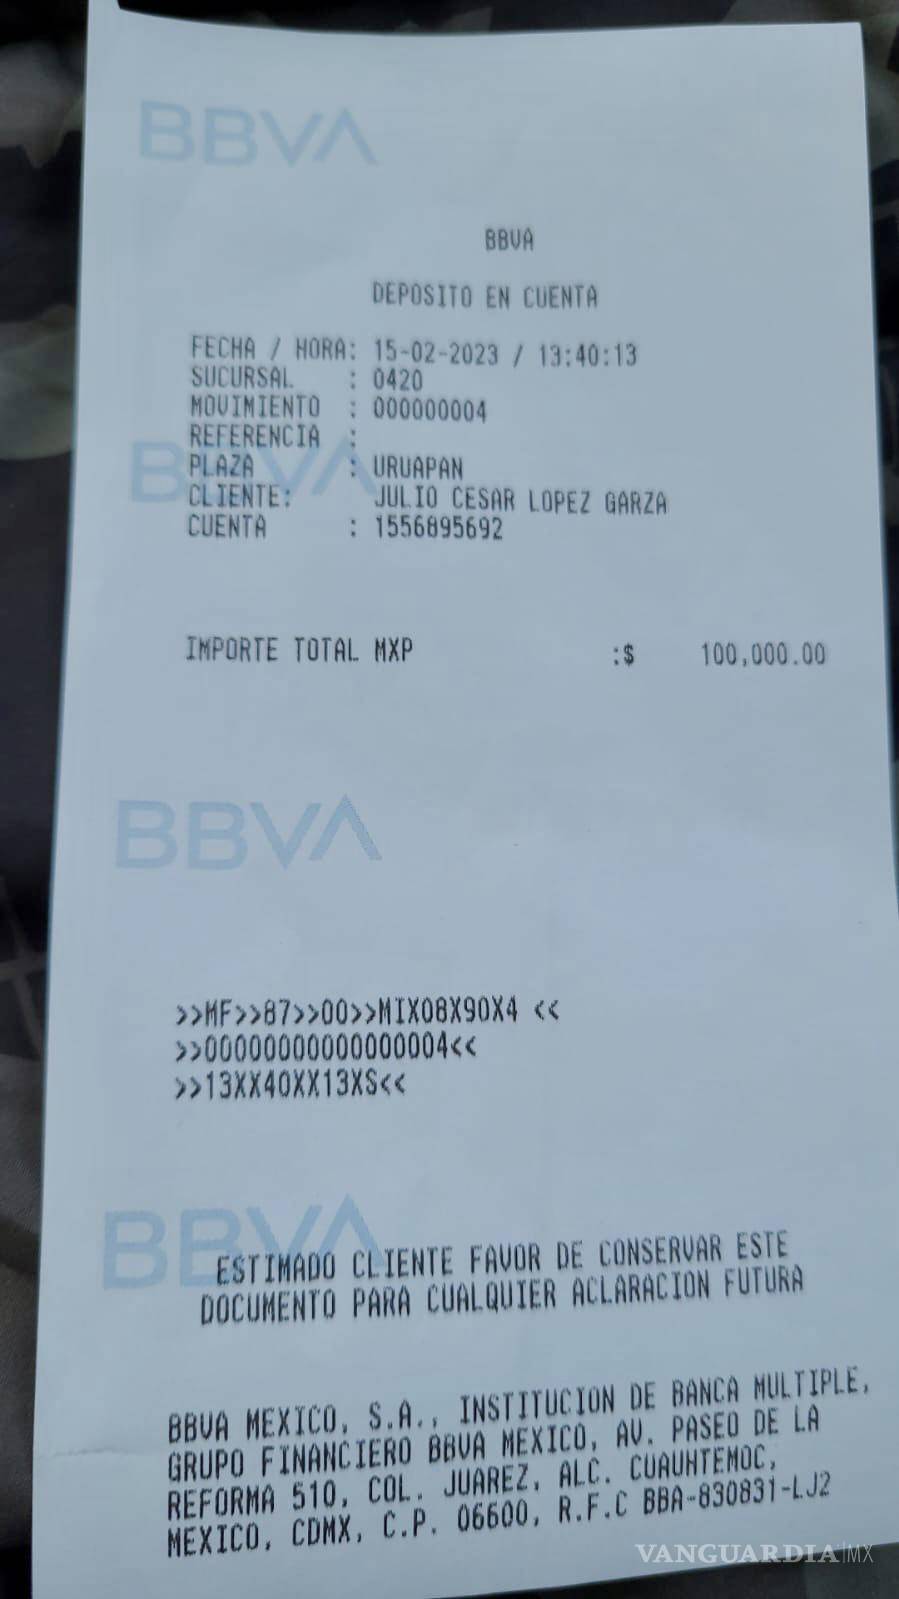 BBVA
BBVA
DEPOSITO EN CUENTA
FECHA / HORA: 15-02-2023 / 13:40:13
SUCURSAL : 0420
MOVIMIENTO : 000000004
REFERENCIA :
BBVA
PLAZA : URUAPAN
CLIENTE: JULIO CESAR LOPEZ GARZA
CUENTA : 1556895692
IMPORTE TOTAL MXP :$ 100,000.00
BBVA
>>MF>>87>>00>>MIX08X90X4 <<
>>00000000000000004<<
>>13XX40XX13XS<<
BBVA
ESTIMADO CLIENTE FAVOR DE CONSERVAR ESTE
DOCUMENTO PARA CUALQUIER ACLARACION FUTURA
BBVA MEXICO, S.A., INSTITUCION DE BANCA MULTIPLE,
GRUPO FINANCIERO BBVA MEXICO, AV. PASEO DE LA
REFORMA 510, COL. JUAREZ, ALC. CUAUHTEMOC,
MEXICO, CDMX, C.P. 06600, R.F.C BBA-830831-LJ2
VANGUARDIA|MX